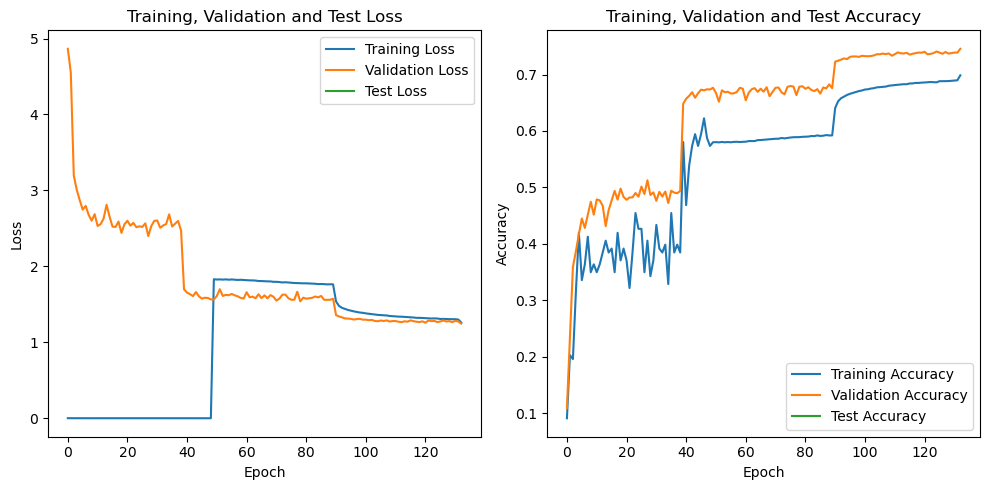 Training, Validation and Test Loss
Training Loss
Validation Loss
Test Loss
5
4
3
2
1
0
Loss
0 20 40 60 80 100 120
Epoch
Training, Validation and Test Accuracy
0.7
0.6
0.5
0.4
0.3
0.2
0.1
Accuracy
Training Accuracy
Validation Accuracy
Test Accuracy
0 20 40 60 80 100 120
Epoch